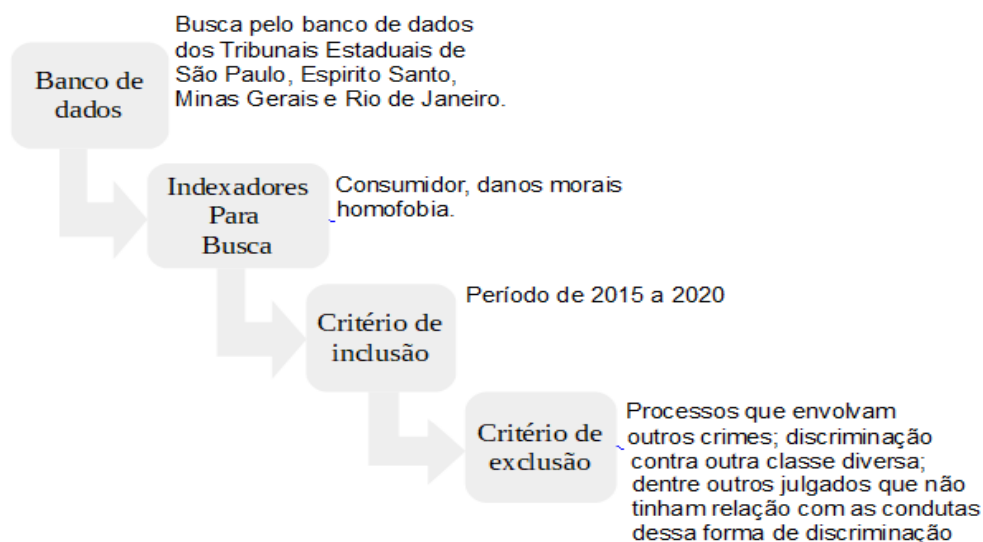 Busca pelo banco de dados
dos Tribunais Estaduais de
São Paulo, Espirito Santo,
Minas Gerais e Rio de Janeiro.
Banco de
dados
Indexadores
Para
Busca
Consumidor, danos morais
homofobia.
Critério de
inclusão
Período de 2015 a 2020
Critério de
exclusão
Processos que envolvam
outros crimes; discriminação
contra outra classe diversa;
dentre outros julgados que não
tinham relação com as condutas
dessa forma de discriminação